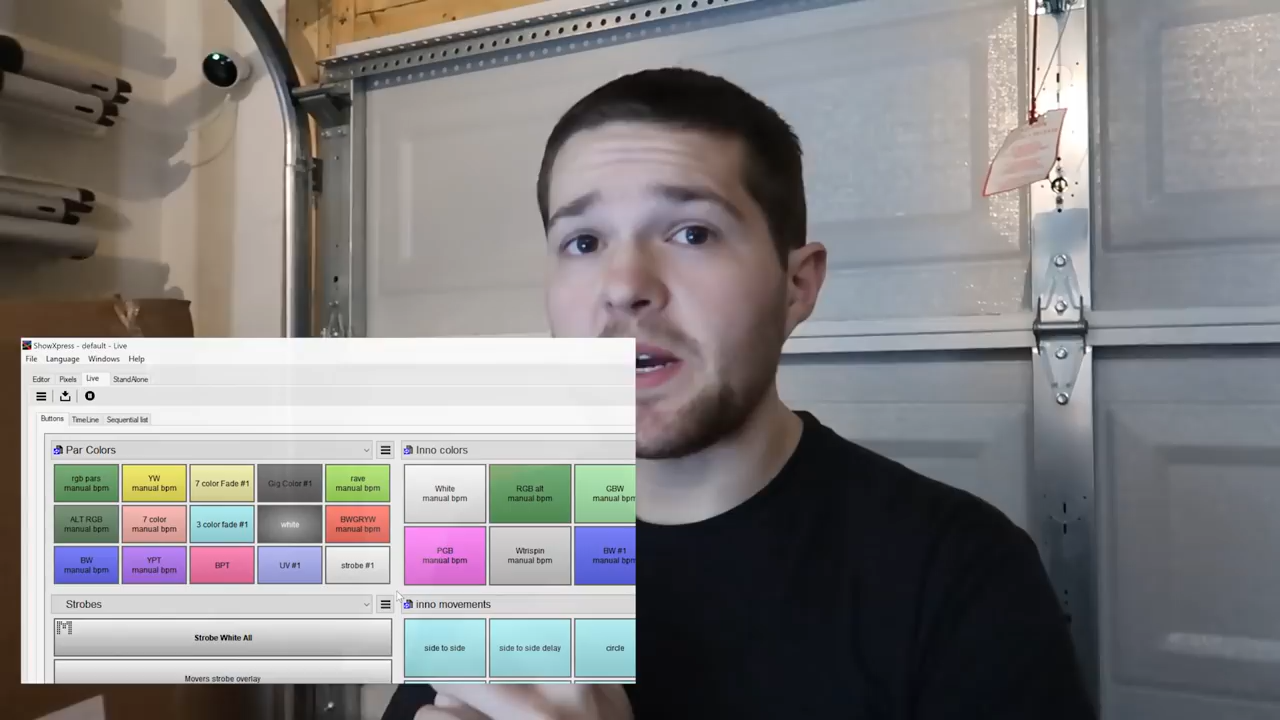 ShowXpress - default - Live
File Language Windows Help
Editor Pixels Live StandAlone
Buttons TimeLine Sequential list
Par Colors
rgb pars
manual bpm
YW
manual bpm
7 color Fade #1
Gig Color #1
rave
manual bpm
ALT RGB
manual bpm
7 color
manual bpm
3 color fade #1
white
BWGRYW
manual bpm
BW
manual bpm
YPT
manual bpm
BPT
UV #1
strobe #1
Strobes
Strobe White All
Movers strobe overlay
Inno colors
White
manual bpm
RGB alt
manual bpm
GBW
manual bpm
PGB
manual bpm
Wtrispin
manual bpm
BW #1
manual bpm
inno movements
side to side
side to side delay
circle